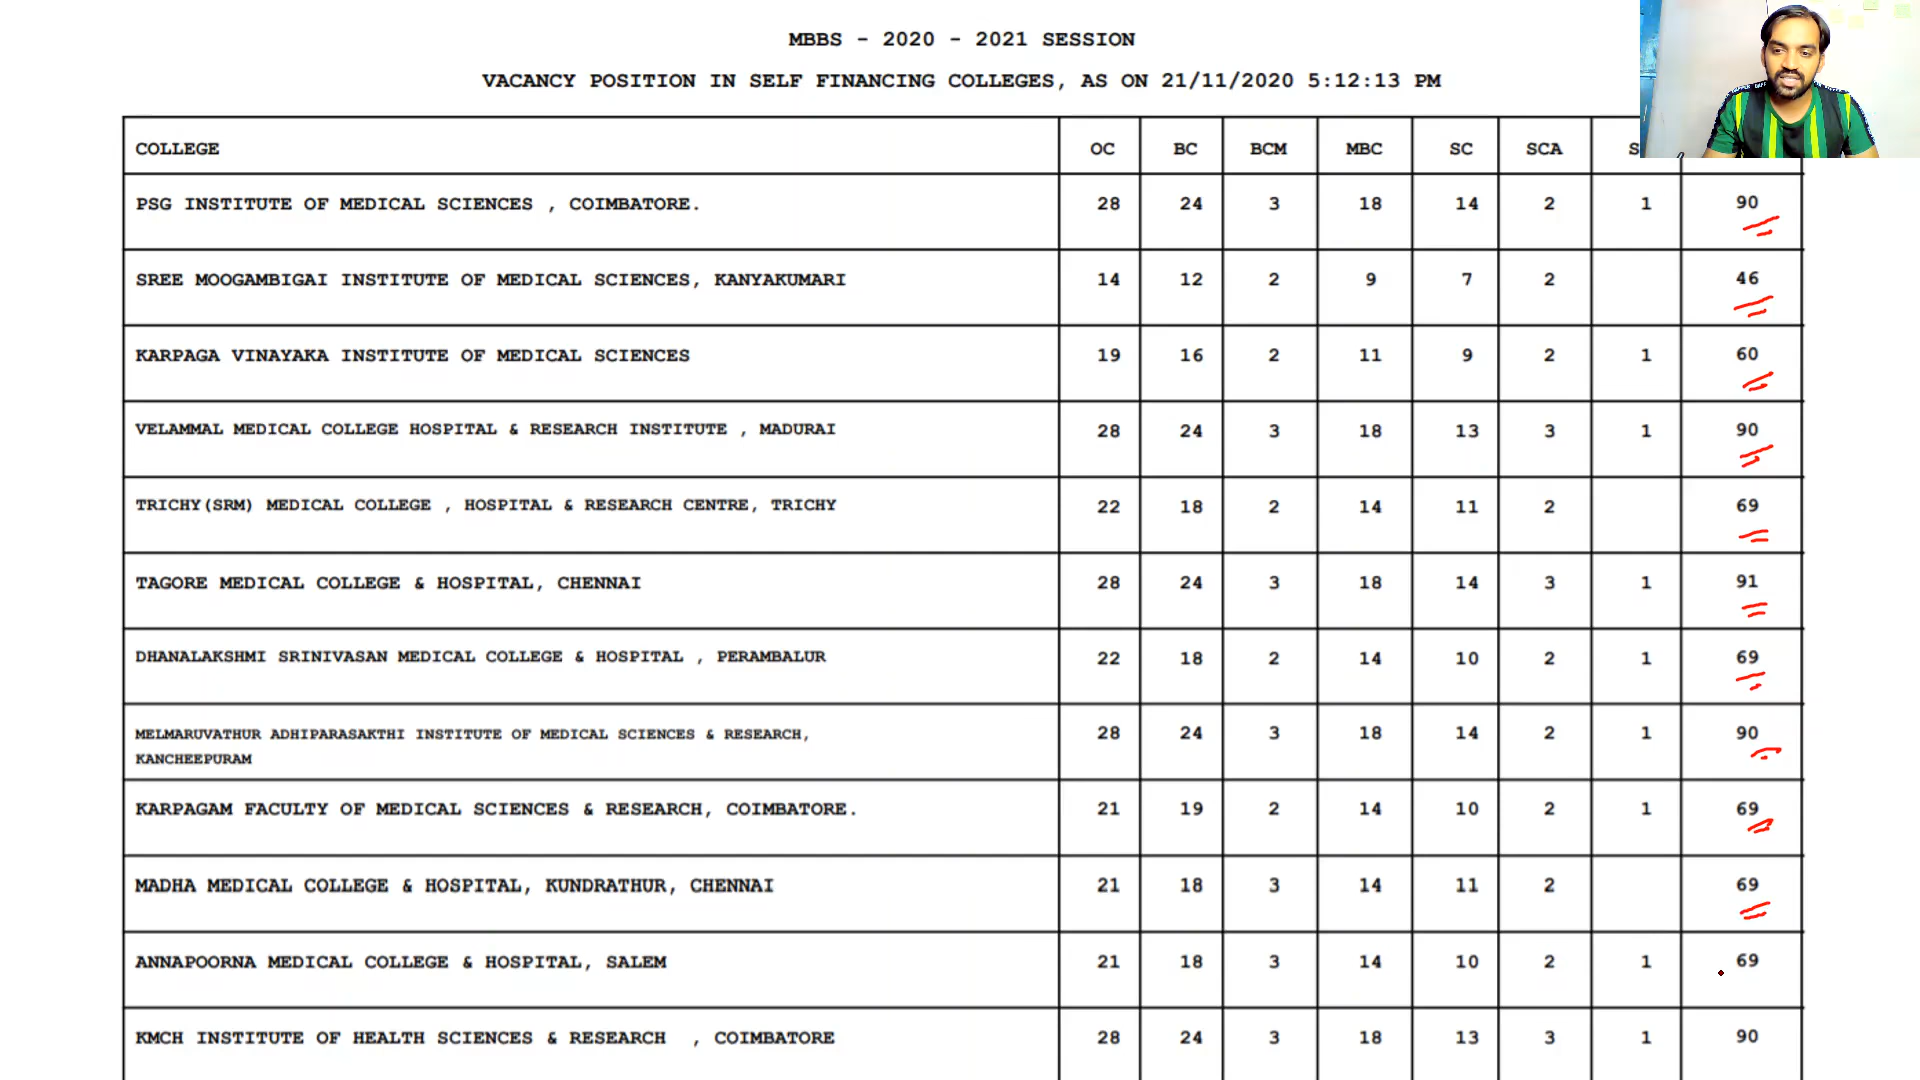 MBBS - 2020 - 2021 SESSION
VACANCY POSITION IN SELF FINANCING COLLEGES, AS ON 21/11/2020 5:12:13 PM
COLLEGE OC BC BCM MBC SC SCA
PSG INSTITUTE OF MEDICAL SCIENCES , COIMBATORE. 28 24 3 18 14 2 1 90
SREE MOOGAMBIGAI INSTITUTE OF MEDICAL SCIENCES, KANYAKUMARI 14 12 2 9 7 2 46
KARPAGA VINAYAKA INSTITUTE OF MEDICAL SCIENCES 19 16 2 11 9 2 1 60
VELAMMAL MEDICAL COLLEGE HOSPITAL & RESEARCH INSTITUTE , MADURAI 28 24 3 18 13 3 1 90
TRICHY(SRM) MEDICAL COLLEGE , HOSPITAL & RESEARCH CENTRE, TRICHY 22 18 2 14 11 2 69
TAGORE MEDICAL COLLEGE & HOSPITAL, CHENNAI 28 24 3 18 14 3 1 91
DHANALAKSHMI SRINIVASAN MEDICAL COLLEGE & HOSPITAL , PERAMBALUR 22 18 2 14 10 2 1 69
MELMARUVATHUR ADHIPARASAKTHI INSTITUTE OF MEDICAL SCIENCES & RESEARCH, 28 24 3 18 14 2 1 90
KANCHEEPURAM
KARPAGAM FACULTY OF MEDICAL SCIENCES & RESEARCH, COIMBATORE. 21 19 2 14 10 2 1 69
MADHA MEDICAL COLLEGE & HOSPITAL, KUNDRATHUR, CHENNAI 21 18 3 14 11 2 69
ANNAPOORNA MEDICAL COLLEGE & HOSPITAL, SALEM 21 18 3 14 10 2 1 69
KMCH INSTITUTE OF HEALTH SCIENCES & RESEARCH , COIMBATORE 28 24 3 18 13 3 1 90